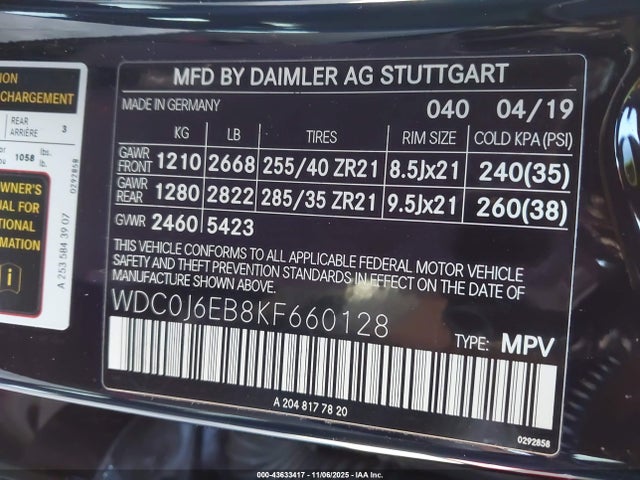 ION
CHARGEMENT
REAR
ARRIÈRE 3
or 1058 lbs.
lb.
OWNER'S
UAL FOR
TIONAL
RMATION
0292858
A 253 584 39 07
MFD BY DAIMLER AG STUTTGART
MADE IN GERMANY 040 04/19
KG LB TIRES RIM SIZE COLD KPA(PSI)
GAWR FRONT 1210 2668 255/40 ZR21 8.5Jx21 240(35)
GAWR REAR 1280 2822 285/35 ZR21 9.5Jx21 260(38)
GVWR 2460 5423
THIS VEHICLE CONFORMS TO ALL APPLICABLE FEDERAL MOTOR VEHICLE
SAFETY AND THEFT PREVENTION STANDARDS IN EFFECT ON THE DATE OF
MANUFACTURE SHOWN ABOVE.
WDC0J6EB8KF660128
TYPE: MPV
A 204 817 78 20
0292858
000-43633417 - 11/06/2025 - IAA Inc.